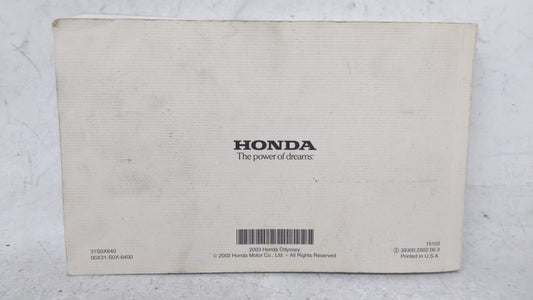 HONDA
The power of dreams.
31S0X640
00X31-S0X-6400
2003 Honda Odyssey
© 2002 Honda Motor Co., Ltd. – All Rights Reserved
15103
Ⓢ 39300.2002.06.3
Printed in U.S.A